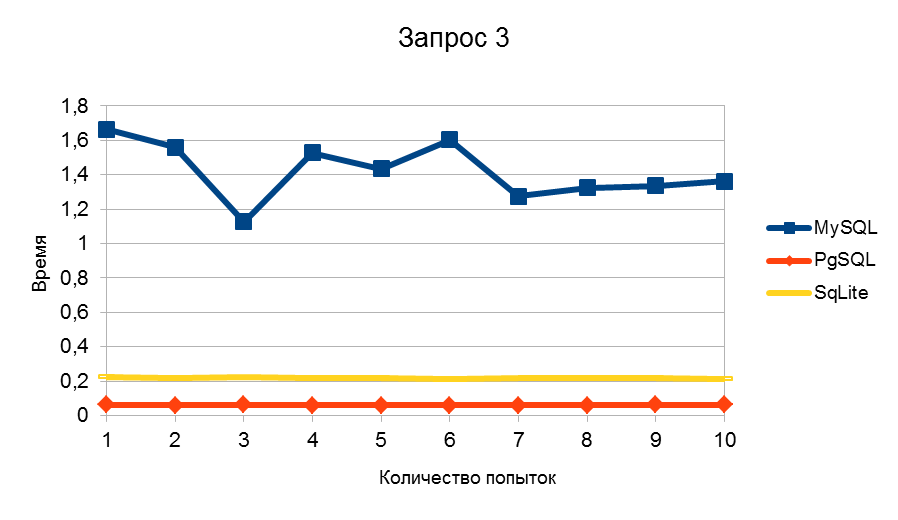 Запрос 3
1,8
1,6
1,4
1,2
1
0,8
0,6
0,4
0,2
0
Время
1 2 3 4 5 6 7 8 9 10
Количество попыток
MySQL
PgSQL
SqLite